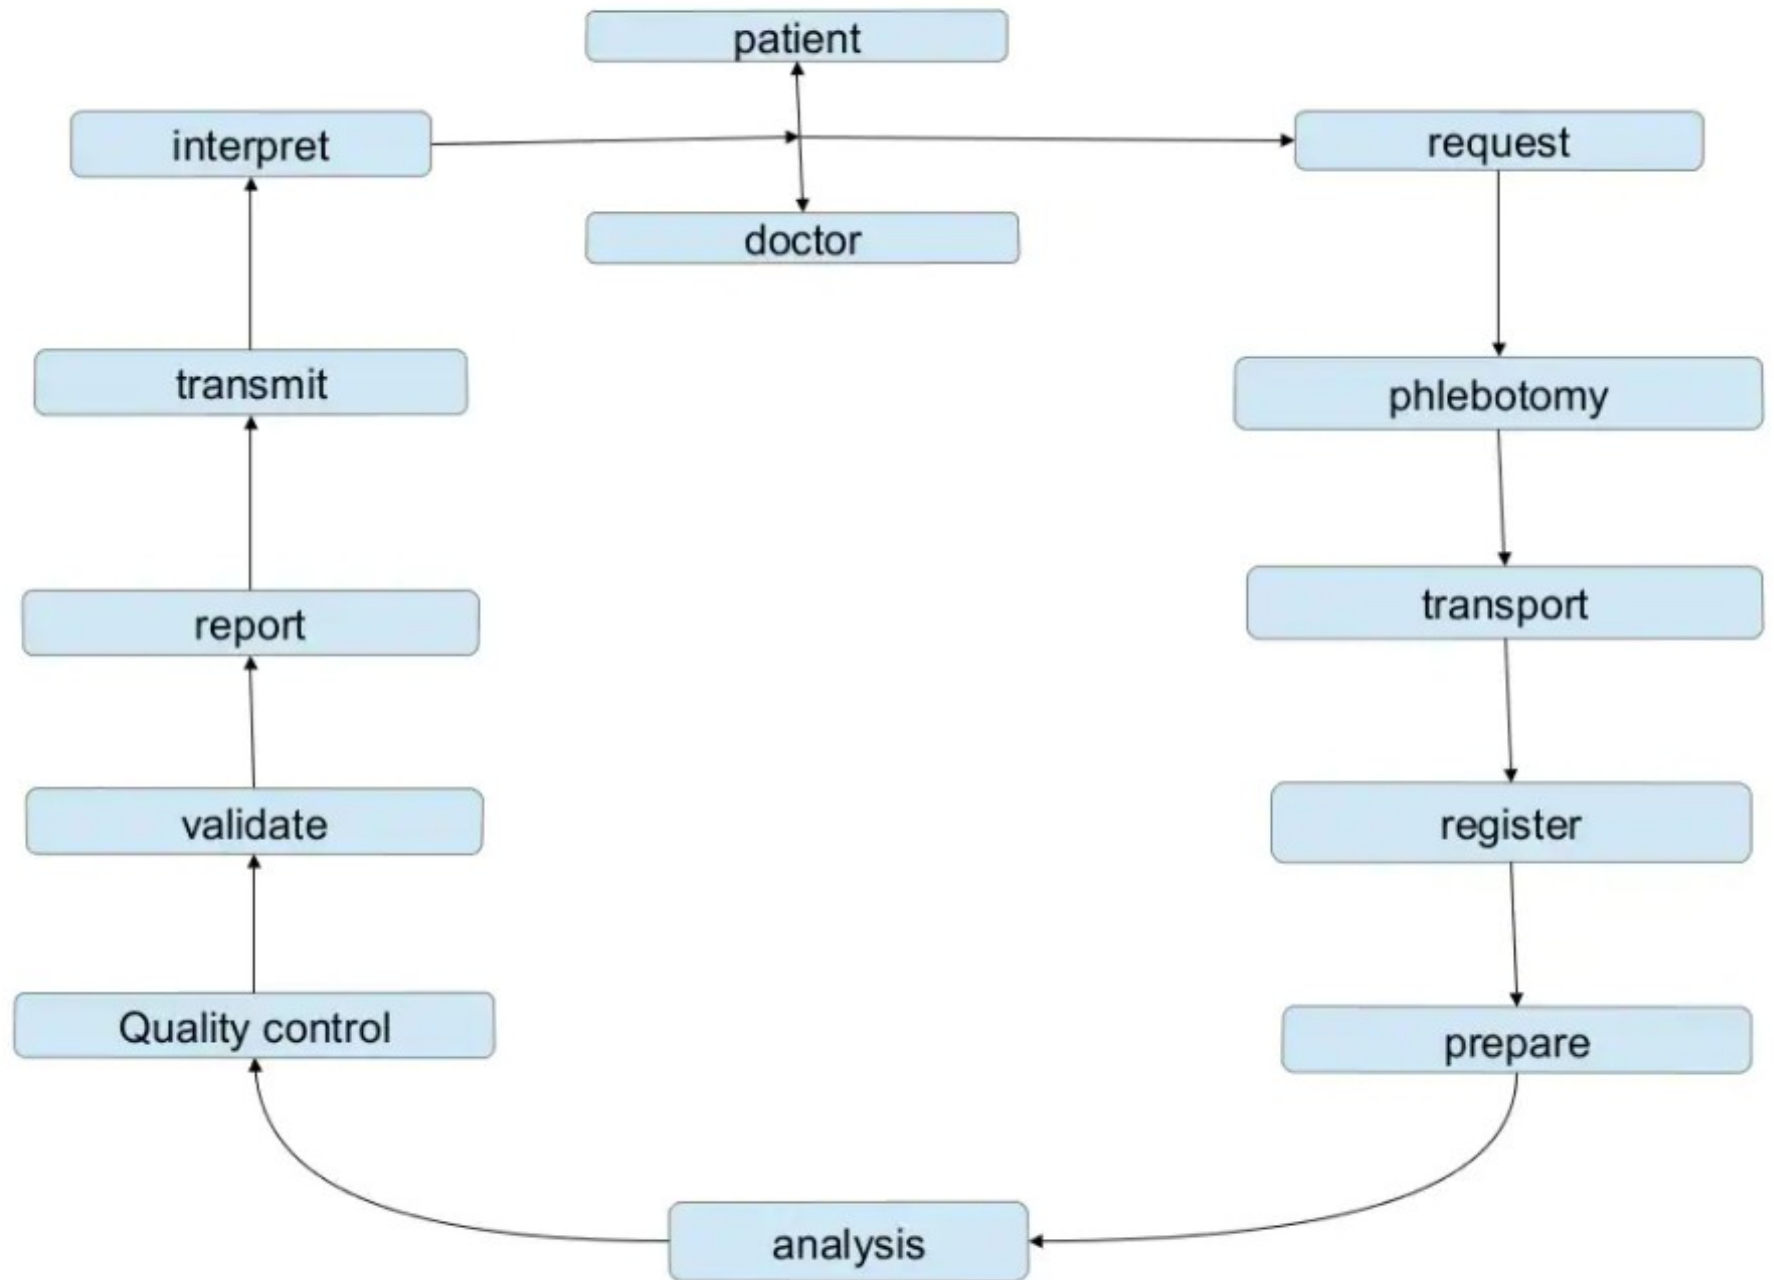 patient
interpret
request
doctor
transmit
phlebotomy
report
transport
validate
register
Quality control
prepare
analysis